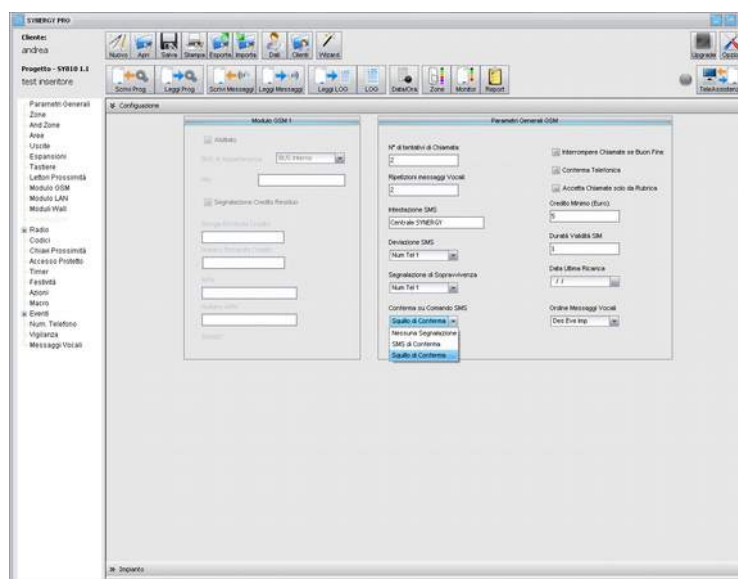 SYNERGY PRO
Cliente:
andrea
Progetto - SY010 1.1
test inseritore
Nuovo Apri Salva Stampa Esporta Importa Dati Clienti Wizard
Upgrade Opzio
Scrivi Prog Leggi Prog Scrivi Messaggi Leggi Messaggi Leggi LOG LOG Data/Ora Zone Monitor Report
TeleAssistenz
Parametri Generali
Zone
And Zone
Aree
Uscite
Espansioni
Tastiere
Lettori Prossimità
Modulo GSM
Modulo LAN
Moduli Wall
Radio
Codici
Chiavi Prossimità
Accesso Protetto
Timer
Festività
Azioni
Macro
Eventi
Num. Telefono
Vigilanza
Messaggi Vocali
Configurazione
Modulo GSM 1
Abilitato
BUS di Appartenenza
BUS Interno
Segnalazione Credito Residuo
Parametri Generali GSM
N° di tentativi di Chiamata
2
Ripetizioni messaggi Vocali
2
Intestazione SMS
Centrale SYNERGY
Deviazione SMS
Num Tel 1
Segnalazione di Sopravvivenza
Num Tel 1
Conferma su Comando SMS
Squillo di Conferma
Nessuna Segnalazione
SMS di Conferma
Squillo di Conferma
Interrompere Chiamate se Buon Fine
Conferma Telefonica
Accetta Chiamate solo da Rubrica
Credito Minimo (Euro)
5
Durata Validità SIM
Data Ultima Ricarica
/ /
Ordine Messaggi Vocali
Des Eve Imp
Impianto